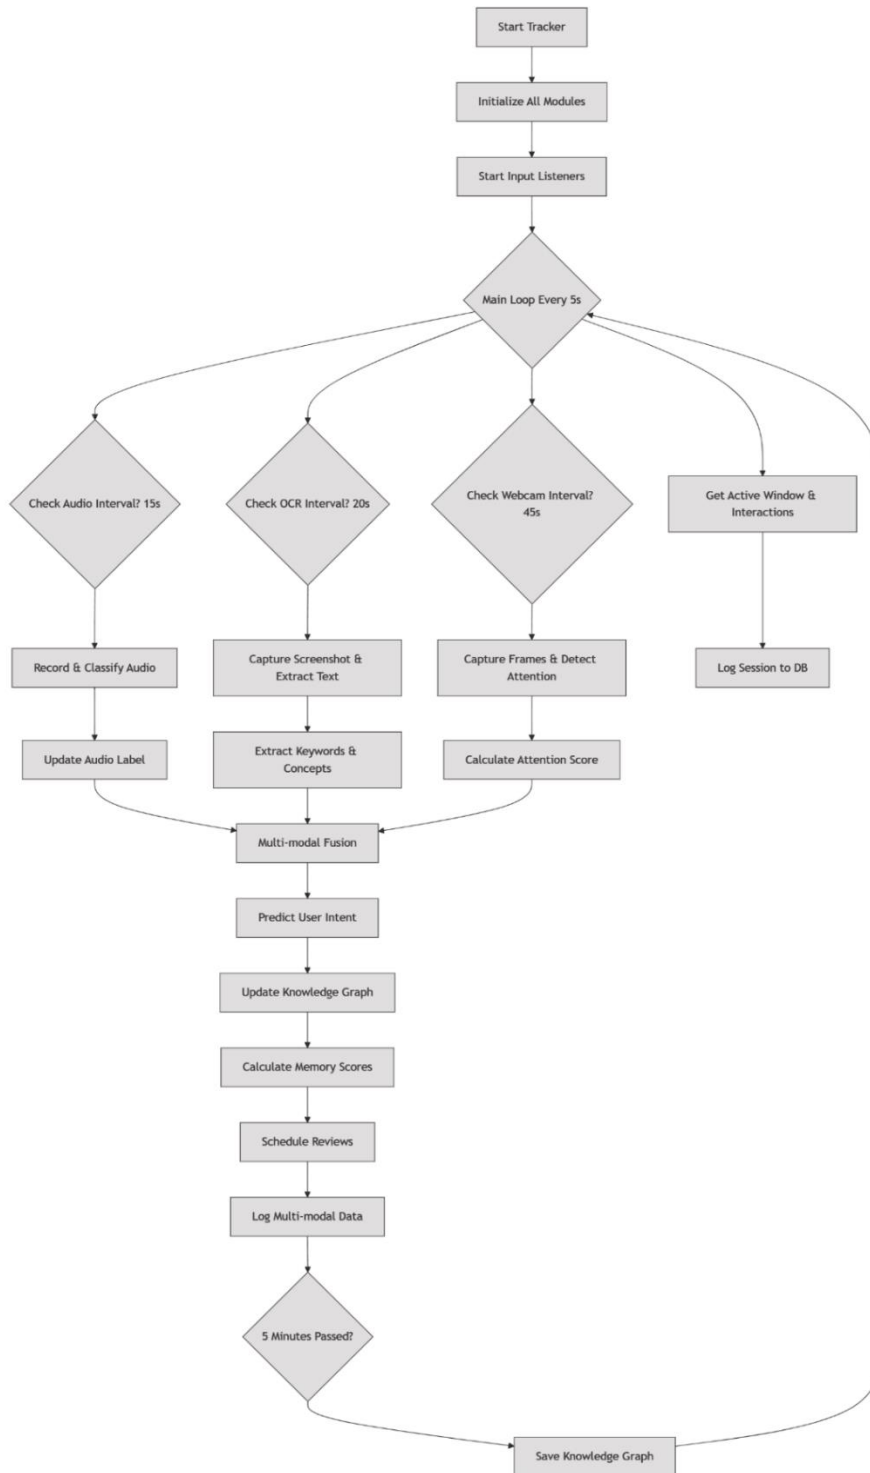 Start Tracker
Initialize All Modules
Start Input Listeners
Main Loop Every 5s
Check Audio Interval? 15s
Check OCR Interval? 20s
Check Webcam Interval?
45s
Get Active Window &
Interactions
Record & Classify Audio
Capture Screenshot &
Extract Text
Capture Frames & Detect
Attention
Log Session to DB
Update Audio Label
Extract Keywords &
Concepts
Calculate Attention Score
Multi-modal Fusion
Predict User Intent
Update Knowledge Graph
Calculate Memory Scores
Schedule Reviews
Log Multi-modal Data
5 Minutes Passed?
Save Knowledge Graph